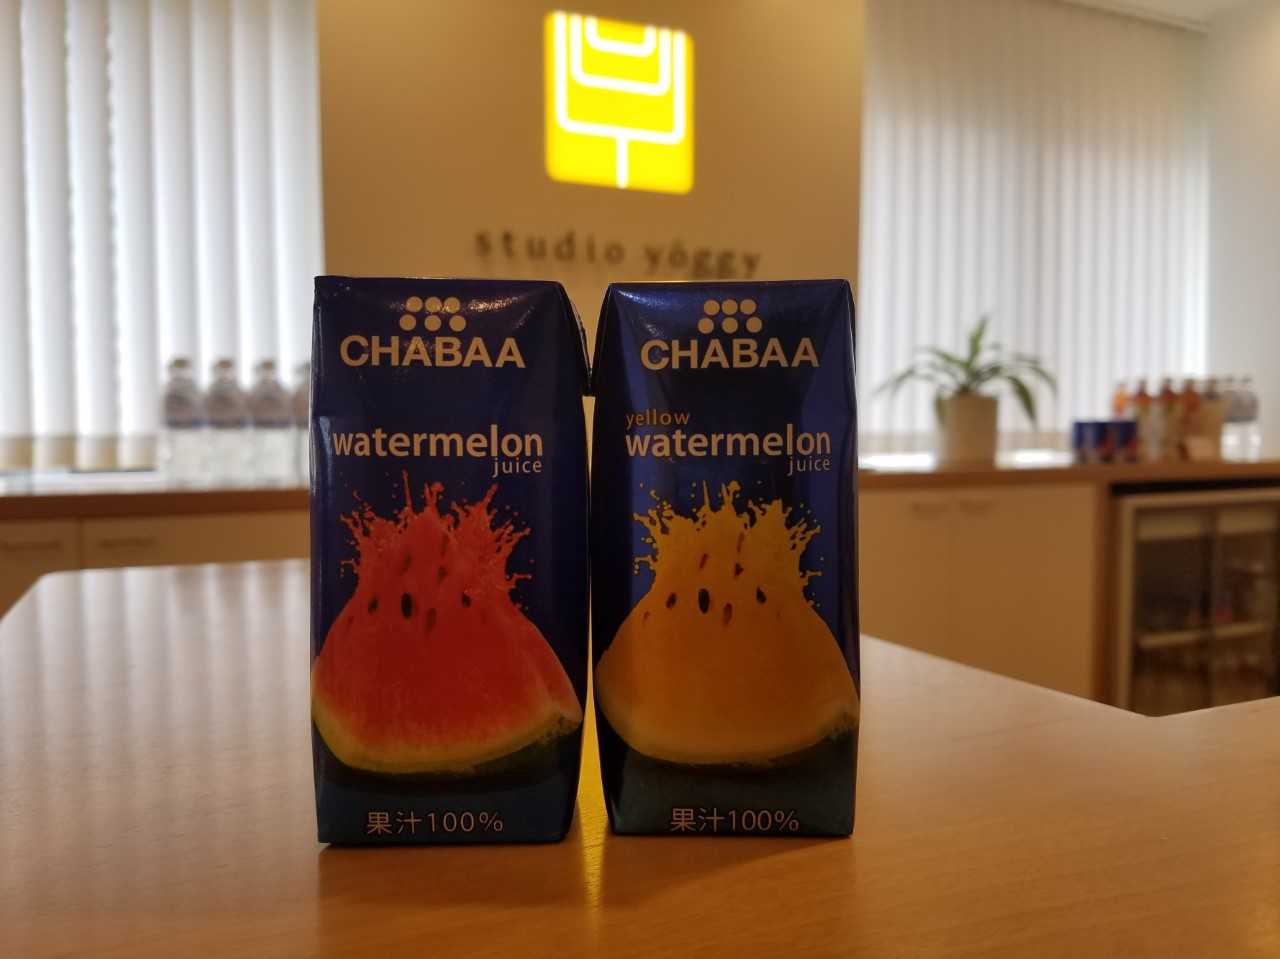 studio yoggy
CHABAA
watermelon
juice
果汁100%
CHABAA
yellow
watermelon
juice
果汁100%